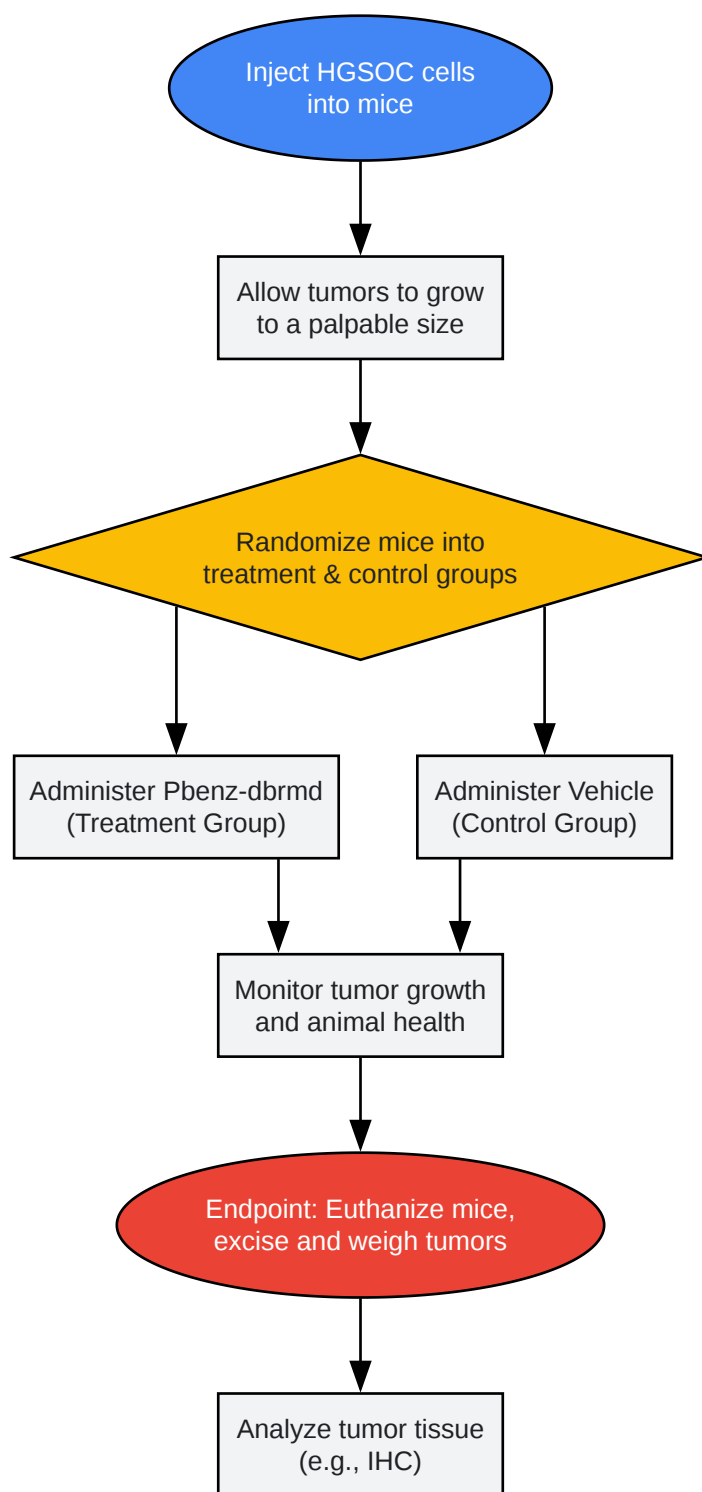 Inject HGSOC cells
into mice
Allow tumors to grow
to a palpable size
Randomize mice into
treatment & control groups
Administer Pbenz-dbrmd
(Treatment Group)
Administer Vehicle
(Control Group)
Monitor tumor growth
and animal health
Endpoint: Euthanize mice,
excise and weigh tumors
Analyze tumor tissue
(e.g., IHC)